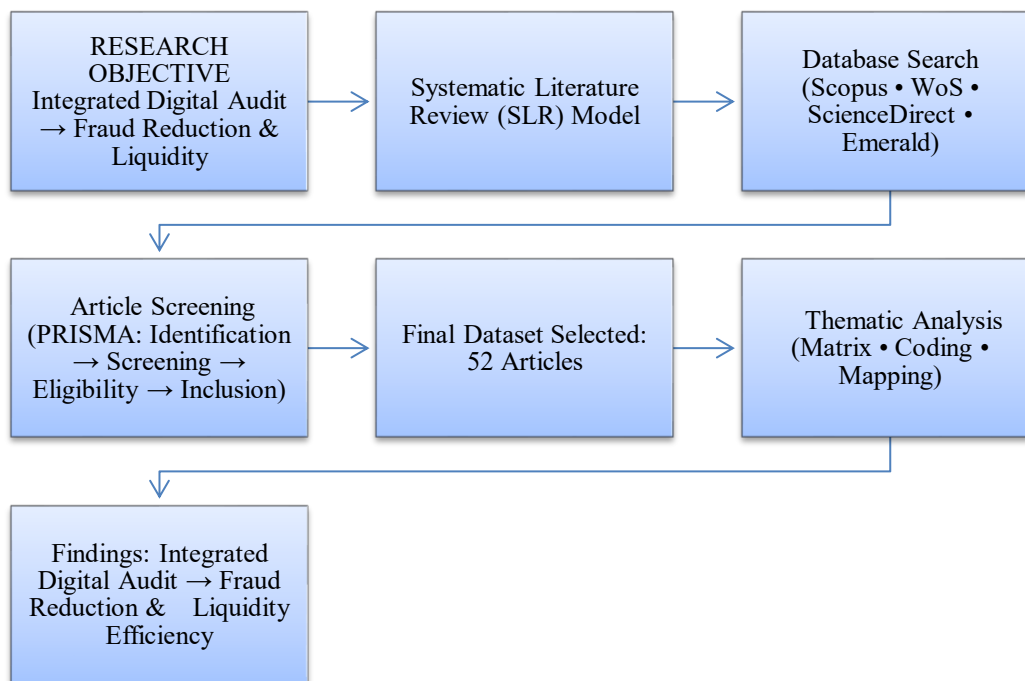 RESEARCH
OBJECTIVE
Integrated Digital Audit
→ Fraud Reduction &
Liquidity
Systematic Literature
Review (SLR) Model
Database Search
(Scopus • WoS •
ScienceDirect •
Emerald)
Article Screening
(PRISMA: Identification
→ Screening →
Eligibility → Inclusion)
Final Dataset Selected:
52 Articles
Thematic Analysis
(Matrix • Coding •
Mapping)
Findings: Integrated
Digital Audit → Fraud
Reduction & Liquidity
Efficiency